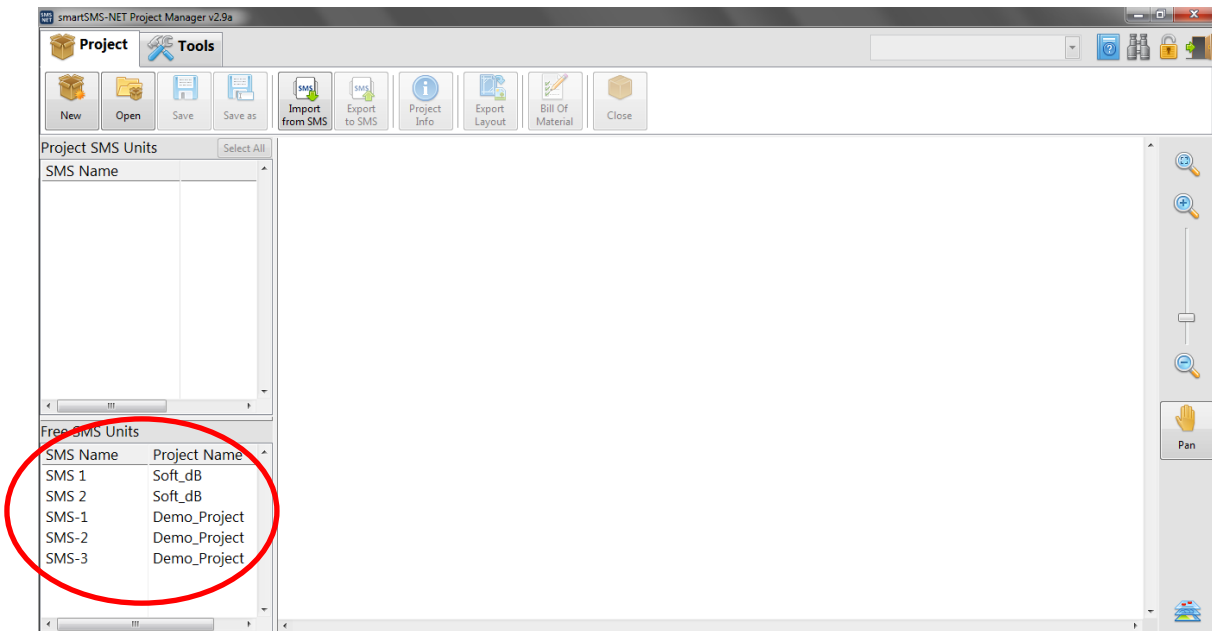 SMS NET smartSMS-NET Project Manager v2.9a
Project Tools
New Open Save Save as Import from SMS Export to SMS Project Info Export Layout Bill Of Material Close
Project SMS Units Select All
SMS Name
Free SMS Units
SMS Name Project Name
SMS 1 Soft_dB
SMS 2 Soft_dB
SMS-1 Demo_Project
SMS-2 Demo_Project
SMS-3 Demo_Project
Pan